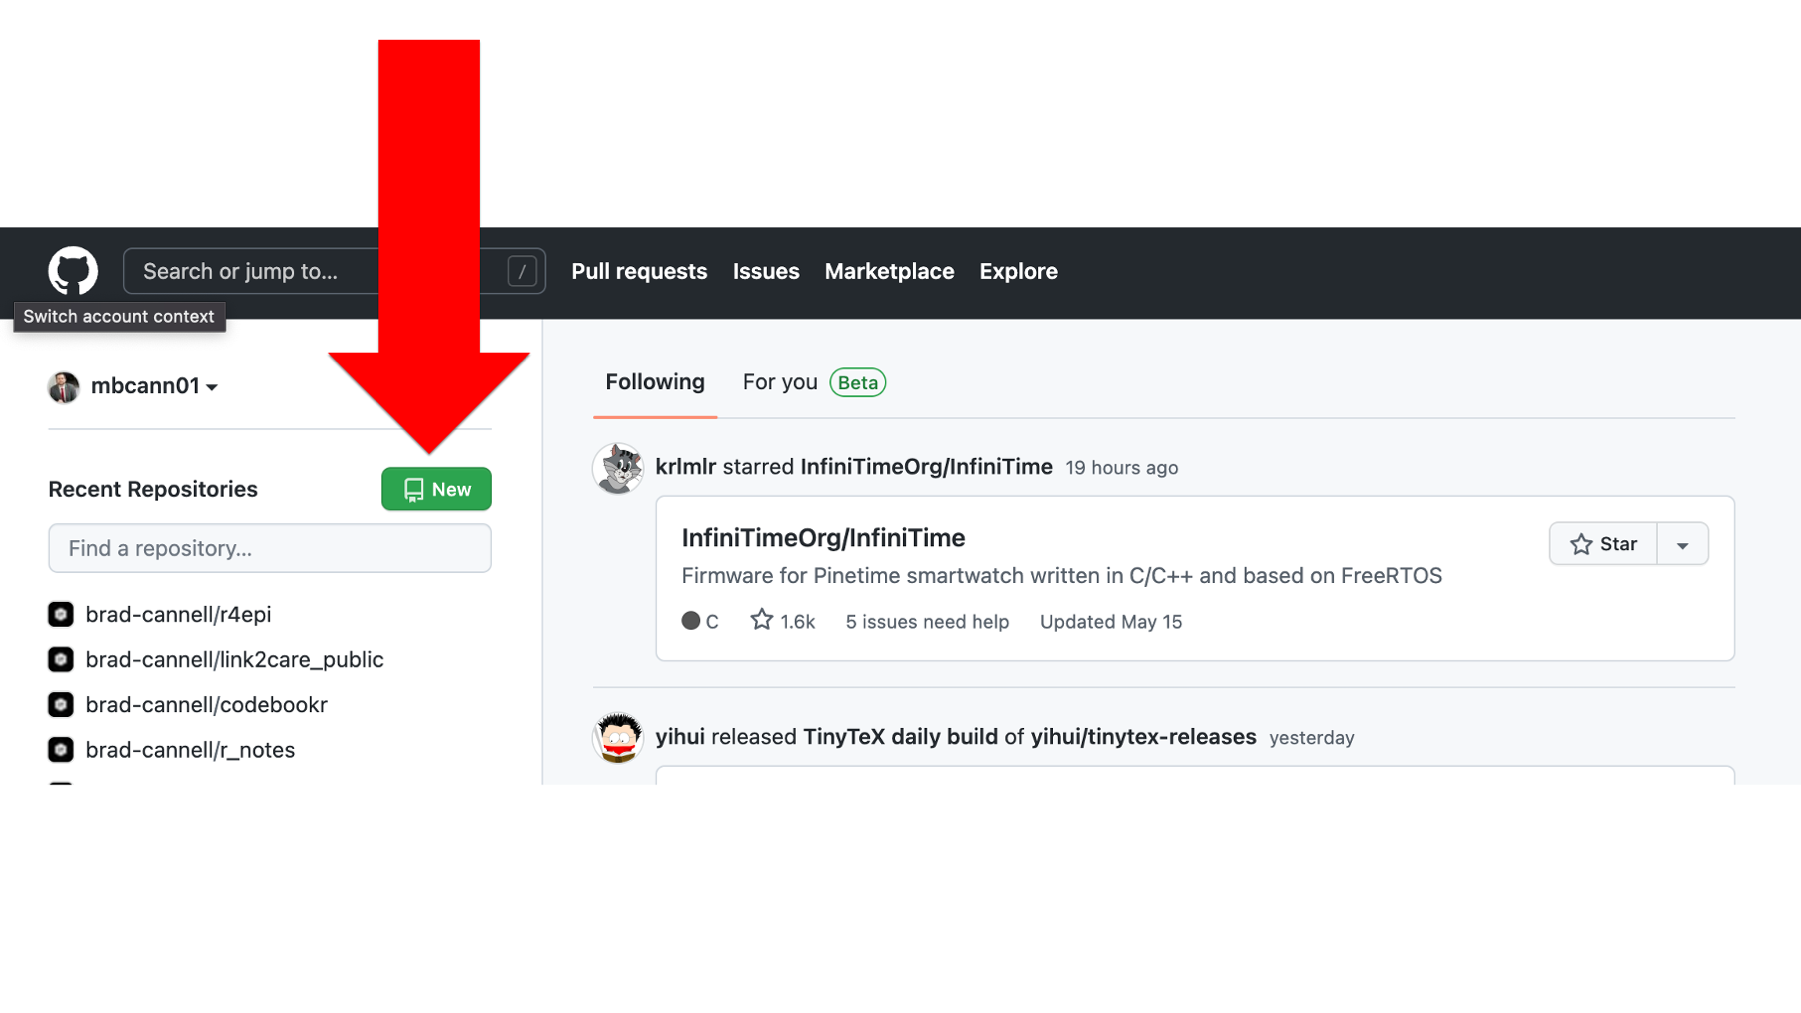 Search or jump to... /
Pull requests Issues Marketplace Explore
Switch account context
mbcann01
Recent Repositories
New
Find a repository...
brad-cannell/r4epi
brad-cannell/link2care_public
brad-cannell/codebookr
brad-cannell/r_notes
Following For you Beta
krlmlr starred InfiniTimeOrg/InfiniTime 19 hours ago
InfiniTimeOrg/InfiniTime
Star
Firmware for Pinetime smartwatch written in C/C++ and based on FreeRTOS
C 1.6k 5 issues need help Updated May 15
yihui released TinyTeX daily build of yihui/tinytex-releases yesterday